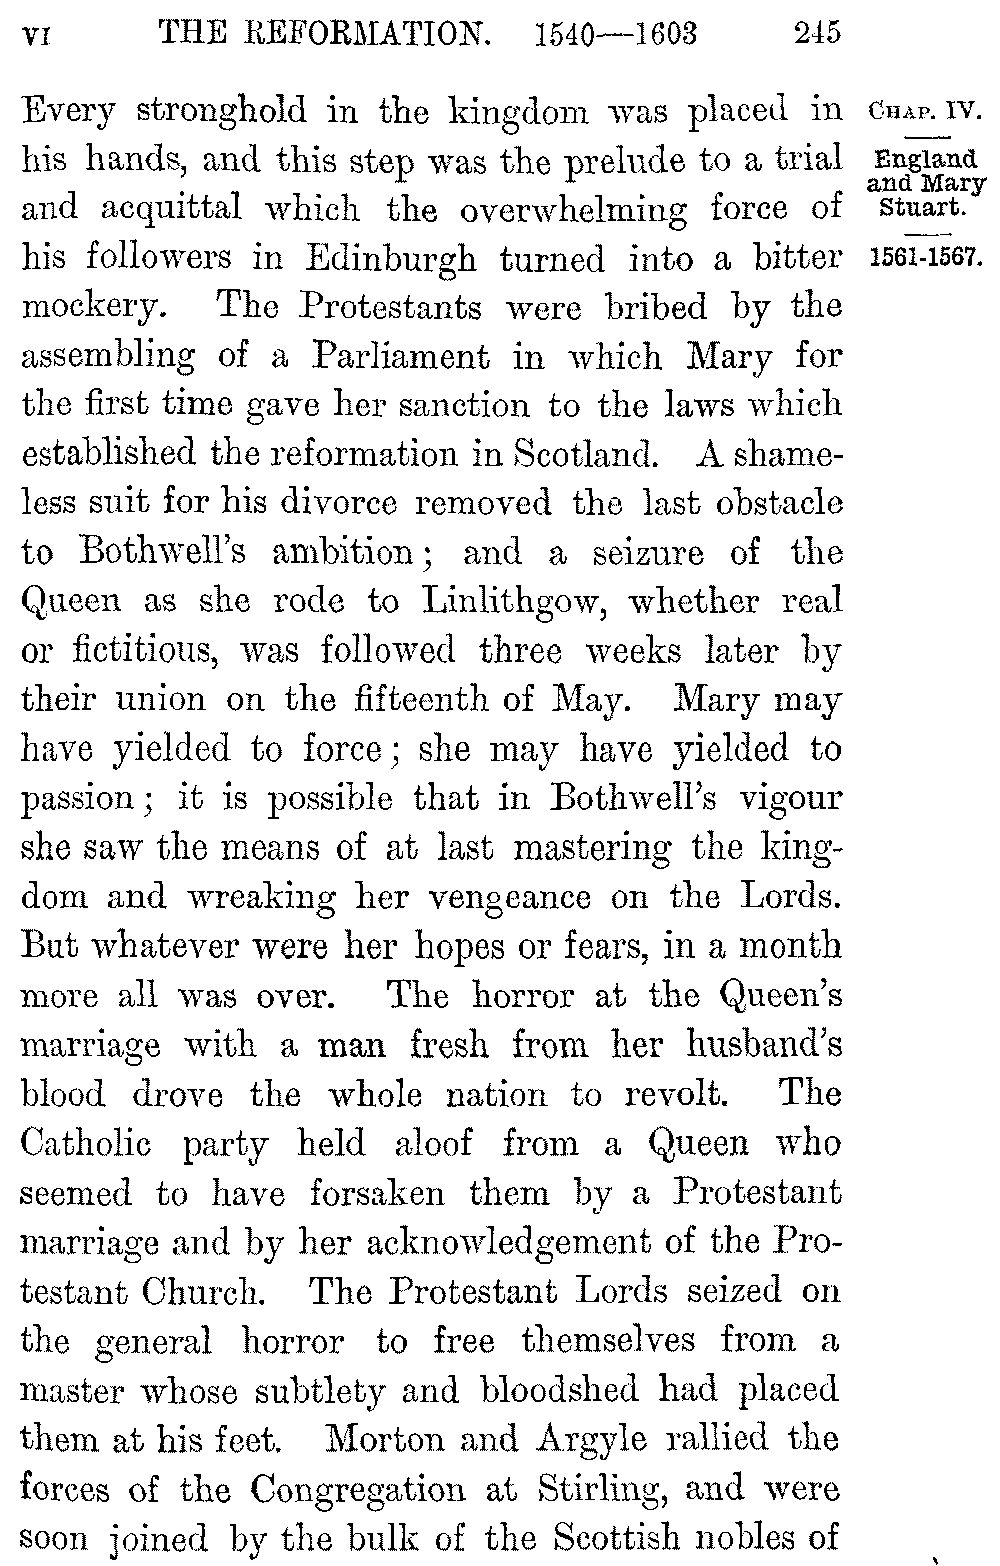 VI THE REFORMATION. 1540—1603 245
Every stronghold in the kingdom was placed in
his hands, and this step was the prelude to a trial
and acquittal which the overwhelming force of
his followers in Edinburgh turned into a bitter
mockery. The Protestants were bribed by the
assembling of a Parliament in which Mary for
the first time gave her sanction to the laws which
established the reformation in Scotland. A shame-
less suit for his divorce removed the last obstacle
to Bothwell's ambition; and a seizure of the
Queen as she rode to Linlithgow, whether real
or fictitious, was followed three weeks later by
their union on the fifteenth of May. Mary may
have yielded to force; she may have yielded to
passion; it is possible that in Bothwell's vigour
she saw the means of at last mastering the king-
dom and wreaking her vengeance on the Lords.
But whatever were her hopes or fears, in a month
more all was over. The horror at the Queen's
marriage with a man fresh from her husband's
blood drove the whole nation to revolt. The
Catholic party held aloof from a Queen who
seemed to have forsaken them by a Protestant
marriage and by her acknowledgement of the Pro-
testant Church. The Protestant Lords seized on
the general horror to free themselves from a
master whose subtlety and bloodshed had placed
them at his feet. Morton and Argyle rallied the
forces of the Congregation at Stirling, and were
soon joined by the bulk of the Scottish nobles of
CHAP. IV.
England
and Mary
Stuart.
1561-1567.